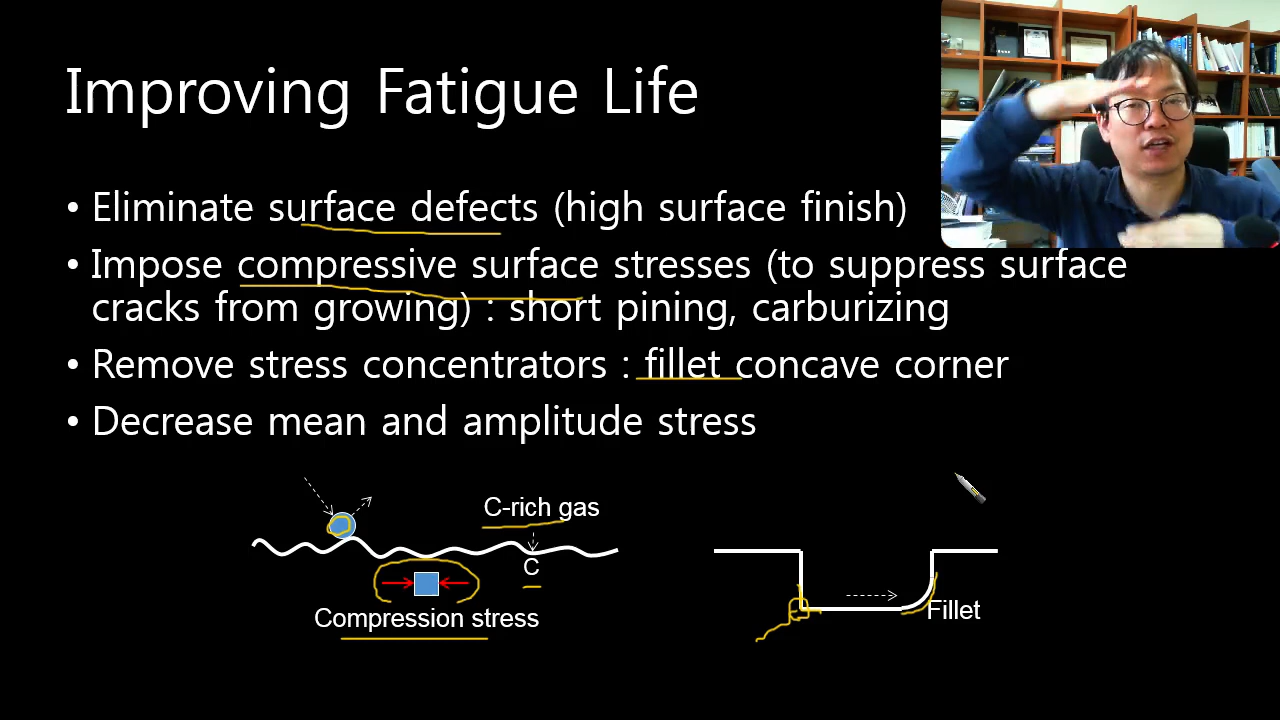 Improving Fatigue Life
• Eliminate surface defects (high surface finish)
• Impose compressive surface stresses (to suppress surface
cracks from growing) : short pining, carburizing
• Remove stress concentrators : fillet concave corner
• Decrease mean and amplitude stress
C-rich gas
C
Compression stress
Fillet